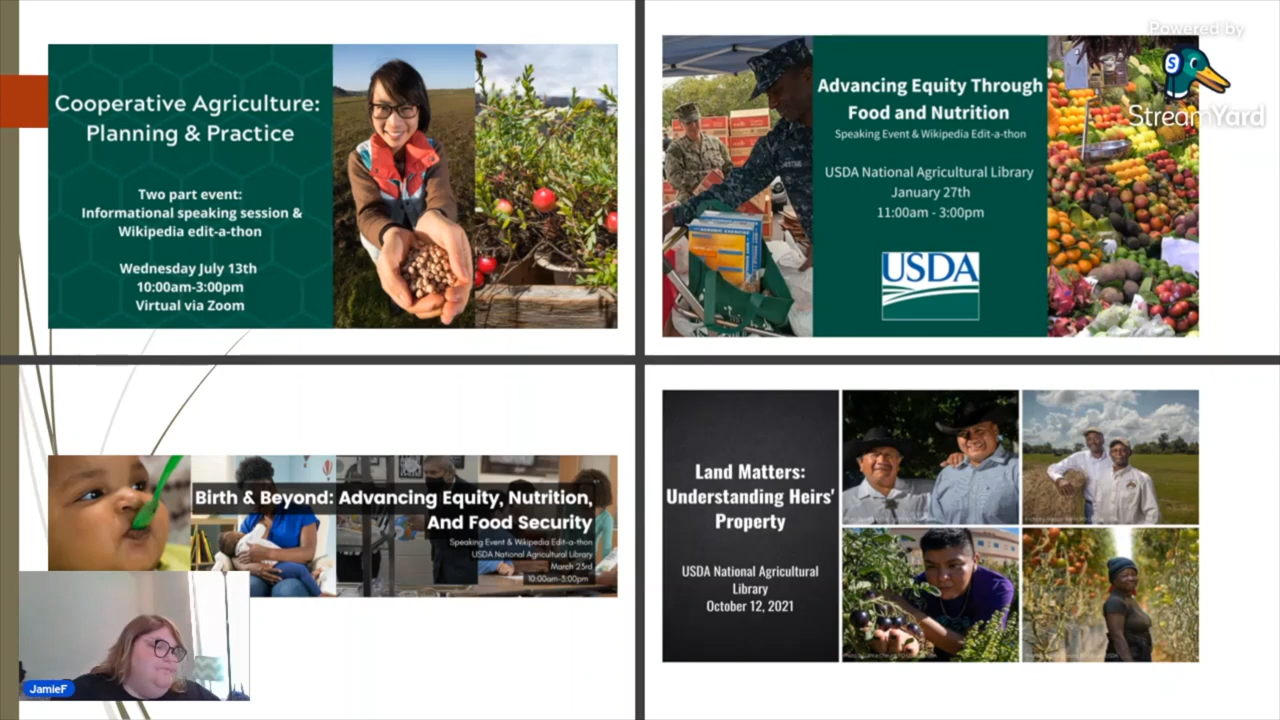 Cooperative Agriculture:
Planning & Practice
Two part event:
Informational speaking session &
Wikipedia edit-a-thon
Wednesday July 13th
10:00am-3:00pm
Virtual via Zoom
Advancing Equity Through
Food and Nutrition
Speaking Event & Wikipedia Edit-a-thon
USDA National Agricultural Library
January 27th
11:00am - 3:00pm
USDA
Powered by
S
StreamYard
Birth & Beyond: Advancing Equity, Nutrition,
And Food Security
Speaking Event & Wikipedia Edit-a-thon
USDA National Agricultural Library
March 23rd
10:00am-3:00pm
Land Matters:
Understanding Heirs'
Property
USDA National Agricultural
Library
October 12, 2021
JamieF